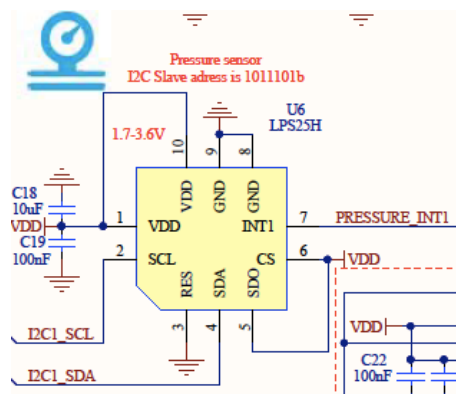 Pressure sensor
I2C Slave adress is 1011101b
U6
LPS25H
1.7-3.6V
10
9
8
VDD
GND
GND
C18
10uF
VDD
C19
100nF
1
VDD
INT1
7
PRESSURE_INT1
2
SCL
CS
6
VDD
RES
SDA
SDO
3
4
5
I2C1_SCL
I2C1_SDA
VDD
C22
100nF